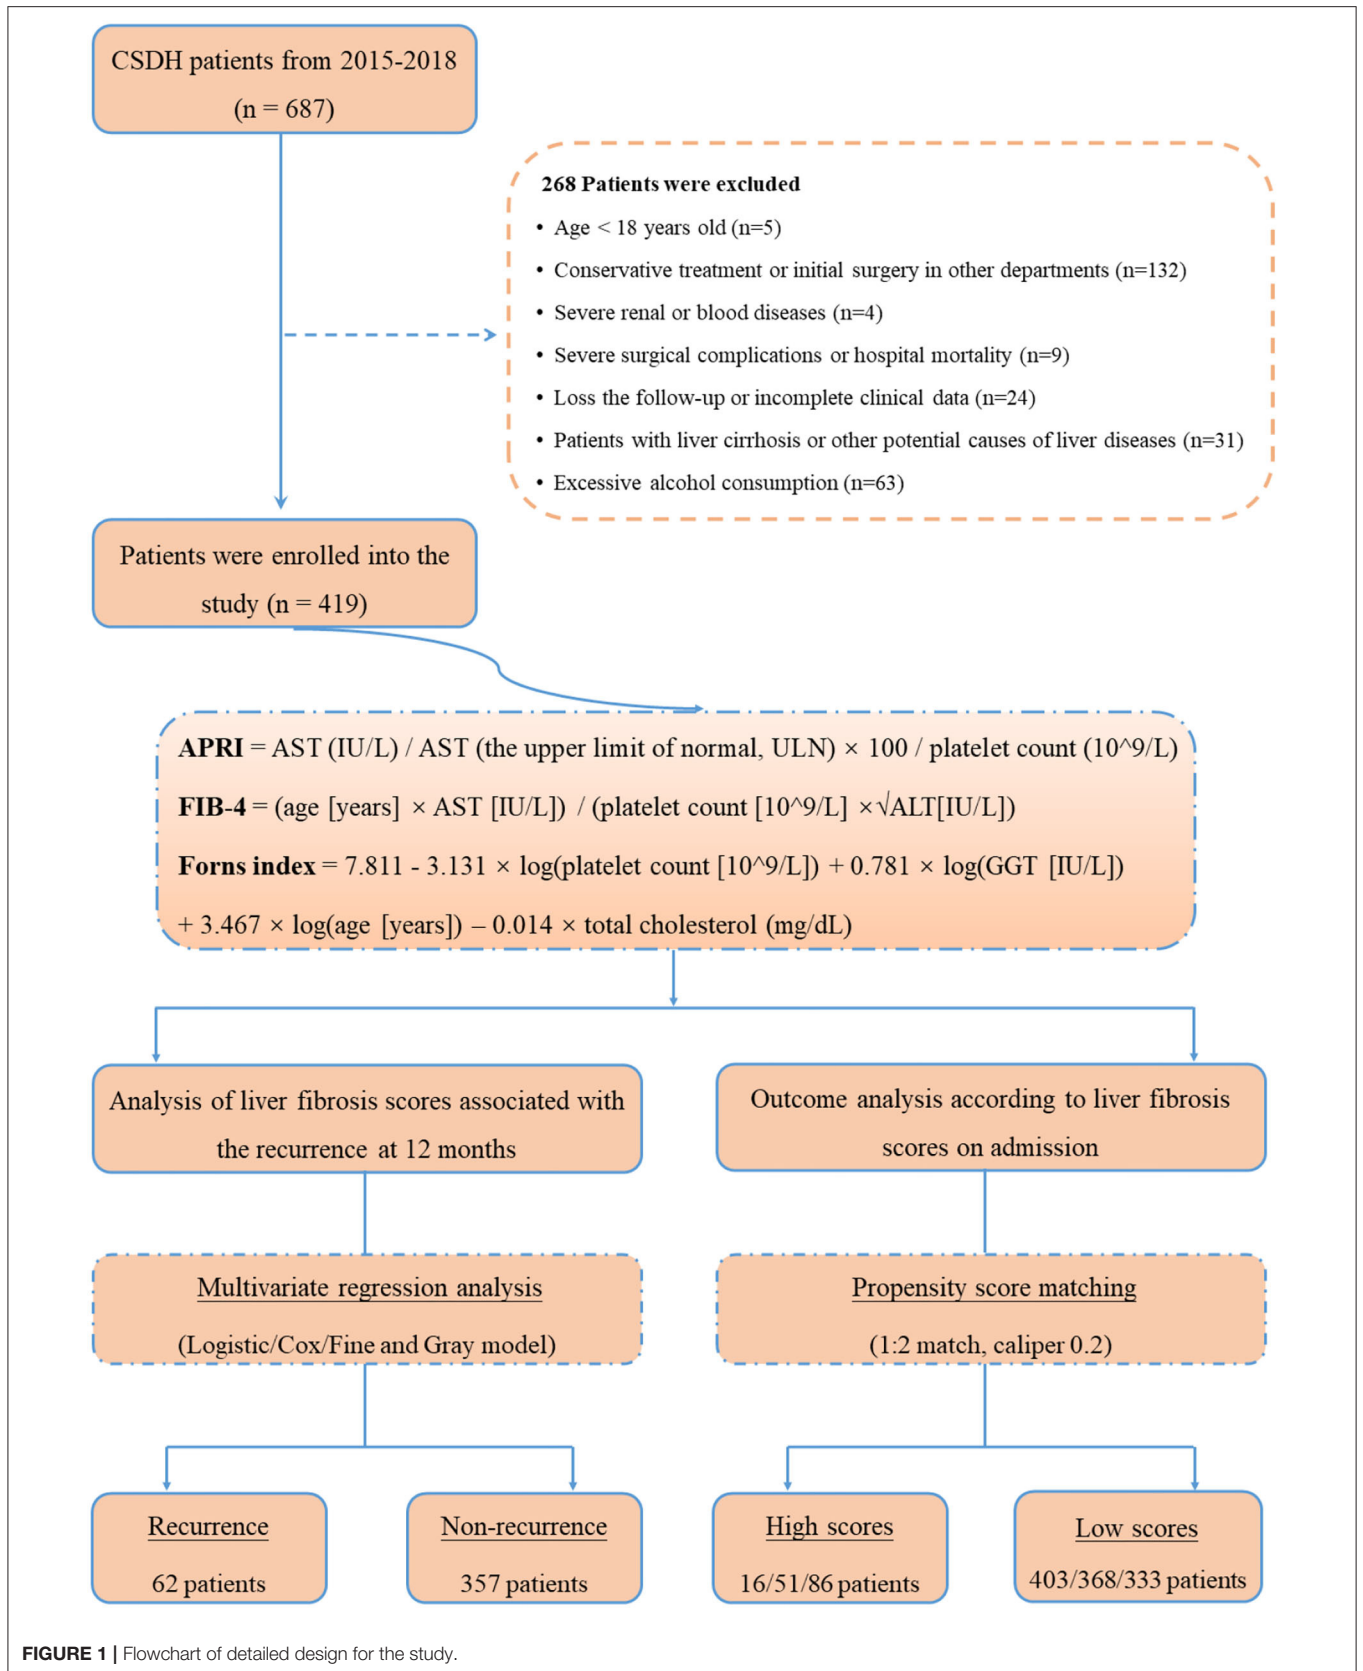 CSDH patients from 2015-2018
(n = 687)
268 Patients were excluded
• Age < 18 years old (n=5)
• Conservative treatment or initial surgery in other departments (n=132)
• Severe renal or blood diseases (n=4)
• Severe surgical complications or hospital mortality (n=9)
• Loss the follow-up or incomplete clinical data (n=24)
• Patients with liver cirrhosis or other potential causes of liver diseases (n=31)
• Excessive alcohol consumption (n=63)
Patients were enrolled into the
study (n = 419)
APRI = AST (IU/L) / AST (the upper limit of normal, ULN) × 100 / platelet count (10^9/L)
FIB-4 = (age [years] × AST [IU/L]) / (platelet count [10^9/L] ×√ALT[IU/L])
Forns index = 7.811 - 3.131 × log(platelet count [10^9/L]) + 0.781 × log(GGT [IU/L])
+ 3.467 × log(age [years]) – 0.014 × total cholesterol (mg/dL)
Analysis of liver fibrosis scores associated with
the recurrence at 12 months
Outcome analysis according to liver fibrosis
scores on admission
Multivariate regression analysis
(Logistic/Cox/Fine and Gray model)
Propensity score matching
(1:2 match, caliper 0.2)
Recurrence
62 patients
Non-recurrence
357 patients
High scores
16/51/86 patients
Low scores
403/368/333 patients
FIGURE 1 | Flowchart of detailed design for the study.